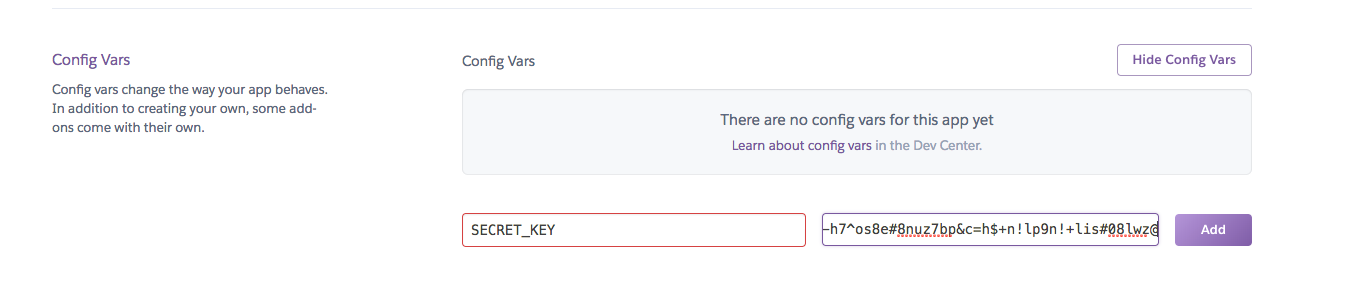 Config Vars
Config vars change the way your app behaves.
In addition to creating your own, some add-
ons come with their own.
Config Vars
Hide Config Vars
There are no config vars for this app yet
Learn about config vars in the Dev Center.
SECRET_KEY
-h7^os8e#8nuz7bp&c=h$+n!lp9n!+lis#08lwz@
Add